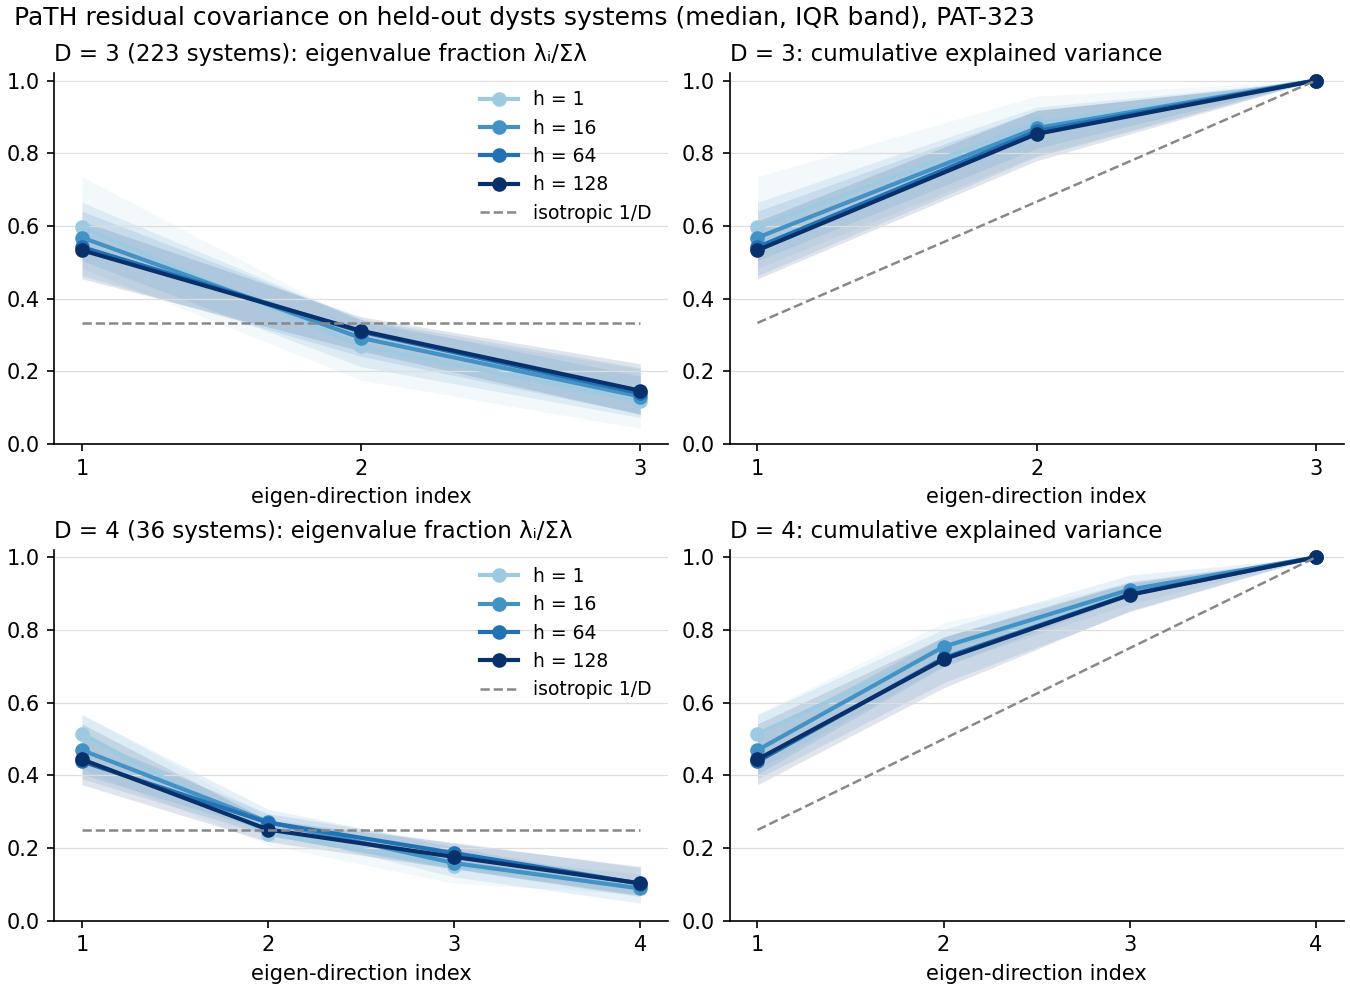 PaTH residual covariance on held-out dysts systems (median, IQR band), PAT-323
D = 3 (223 systems): eigenvalue fraction λᵢ/Σλ
1.0
0.8
0.6
0.4
0.2
0.0
h = 1
h = 16
h = 64
h = 128
isotropic 1/D
1 2 3
eigen-direction index
D = 3: cumulative explained variance
1.0
0.8
0.6
0.4
0.2
0.0
1 2 3
eigen-direction index
D = 4 (36 systems): eigenvalue fraction λᵢ/Σλ
1.0
0.8
0.6
0.4
0.2
0.0
h = 1
h = 16
h = 64
h = 128
isotropic 1/D
1 2 3 4
eigen-direction index
D = 4: cumulative explained variance
1.0
0.8
0.6
0.4
0.2
0.0
1 2 3 4
eigen-direction index